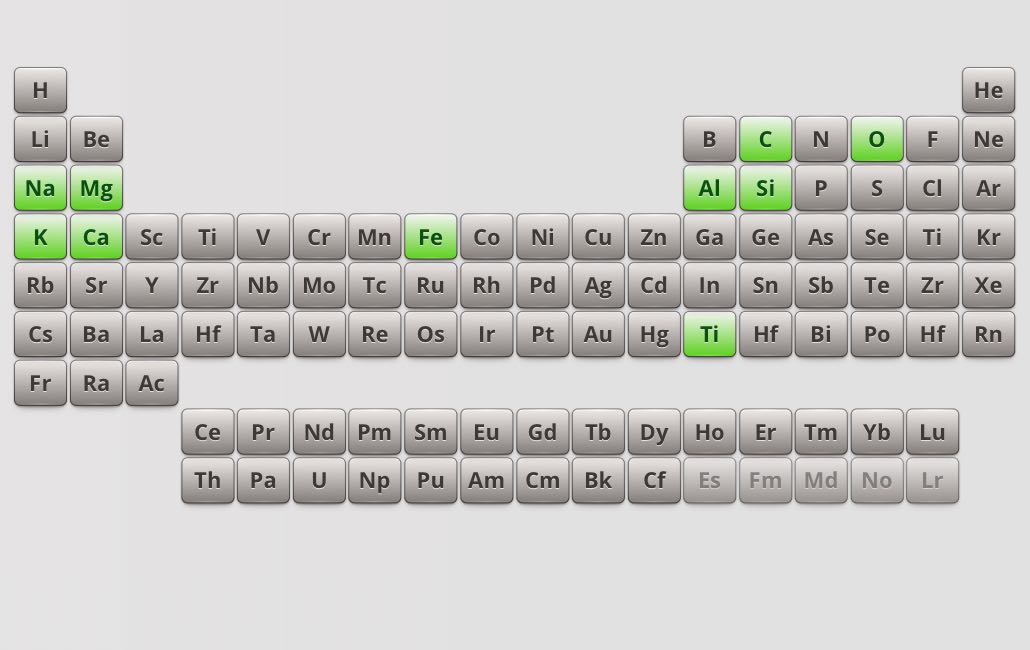 H He
Li Be B C N O F Ne
Na Mg Al Si P S Cl Ar
K Ca Sc Ti V Cr Mn Fe Co Ni Cu Zn Ga Ge As Se Ti Kr
Rb Sr Y Zr Nb Mo Tc Ru Rh Pd Ag Cd In Sn Sb Te Zr Xe
Cs Ba La Hf Ta W Re Os Ir Pt Au Hg Ti Hf Bi Po Hf Rn
Fr Ra Ac
Ce Pr Nd Pm Sm Eu Gd Tb Dy Ho Er Tm Yb Lu
Th Pa U Np Pu Am Cm Bk Cf Es Fm Md No Lr